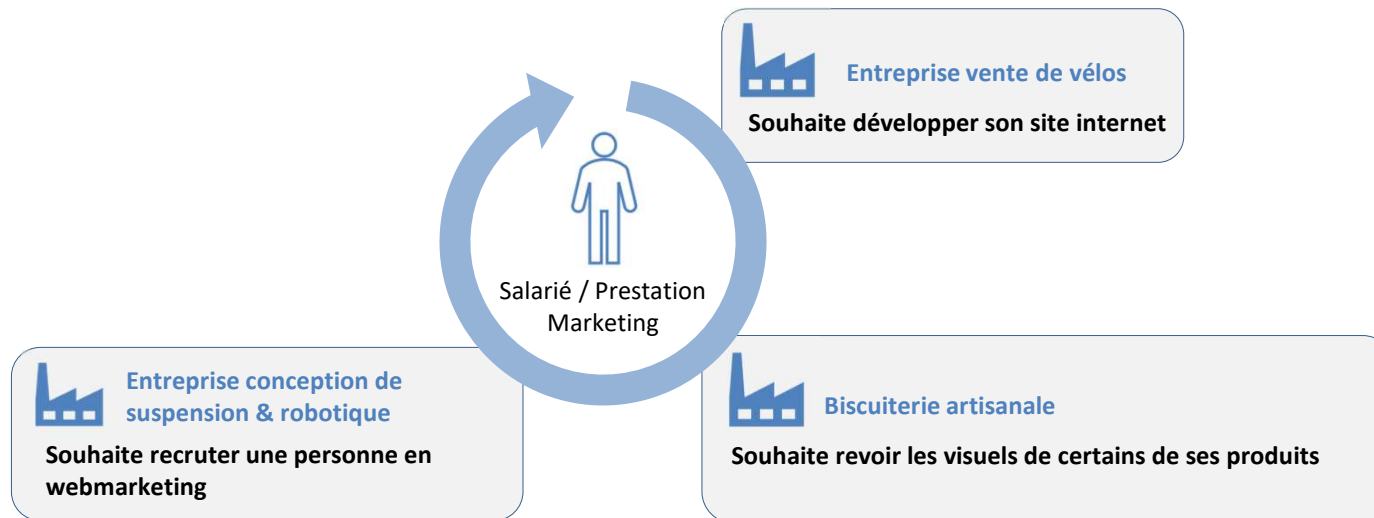 Entreprise vente de vélos
Souhaite développer son site internet
Salarié / Prestation
Marketing
Entreprise conception de
suspension & robotique
Souhaite recruter une personne en
webmarketing
Biscuiterie artisanale
Souhaite revoir les visuels de certains de ses produits